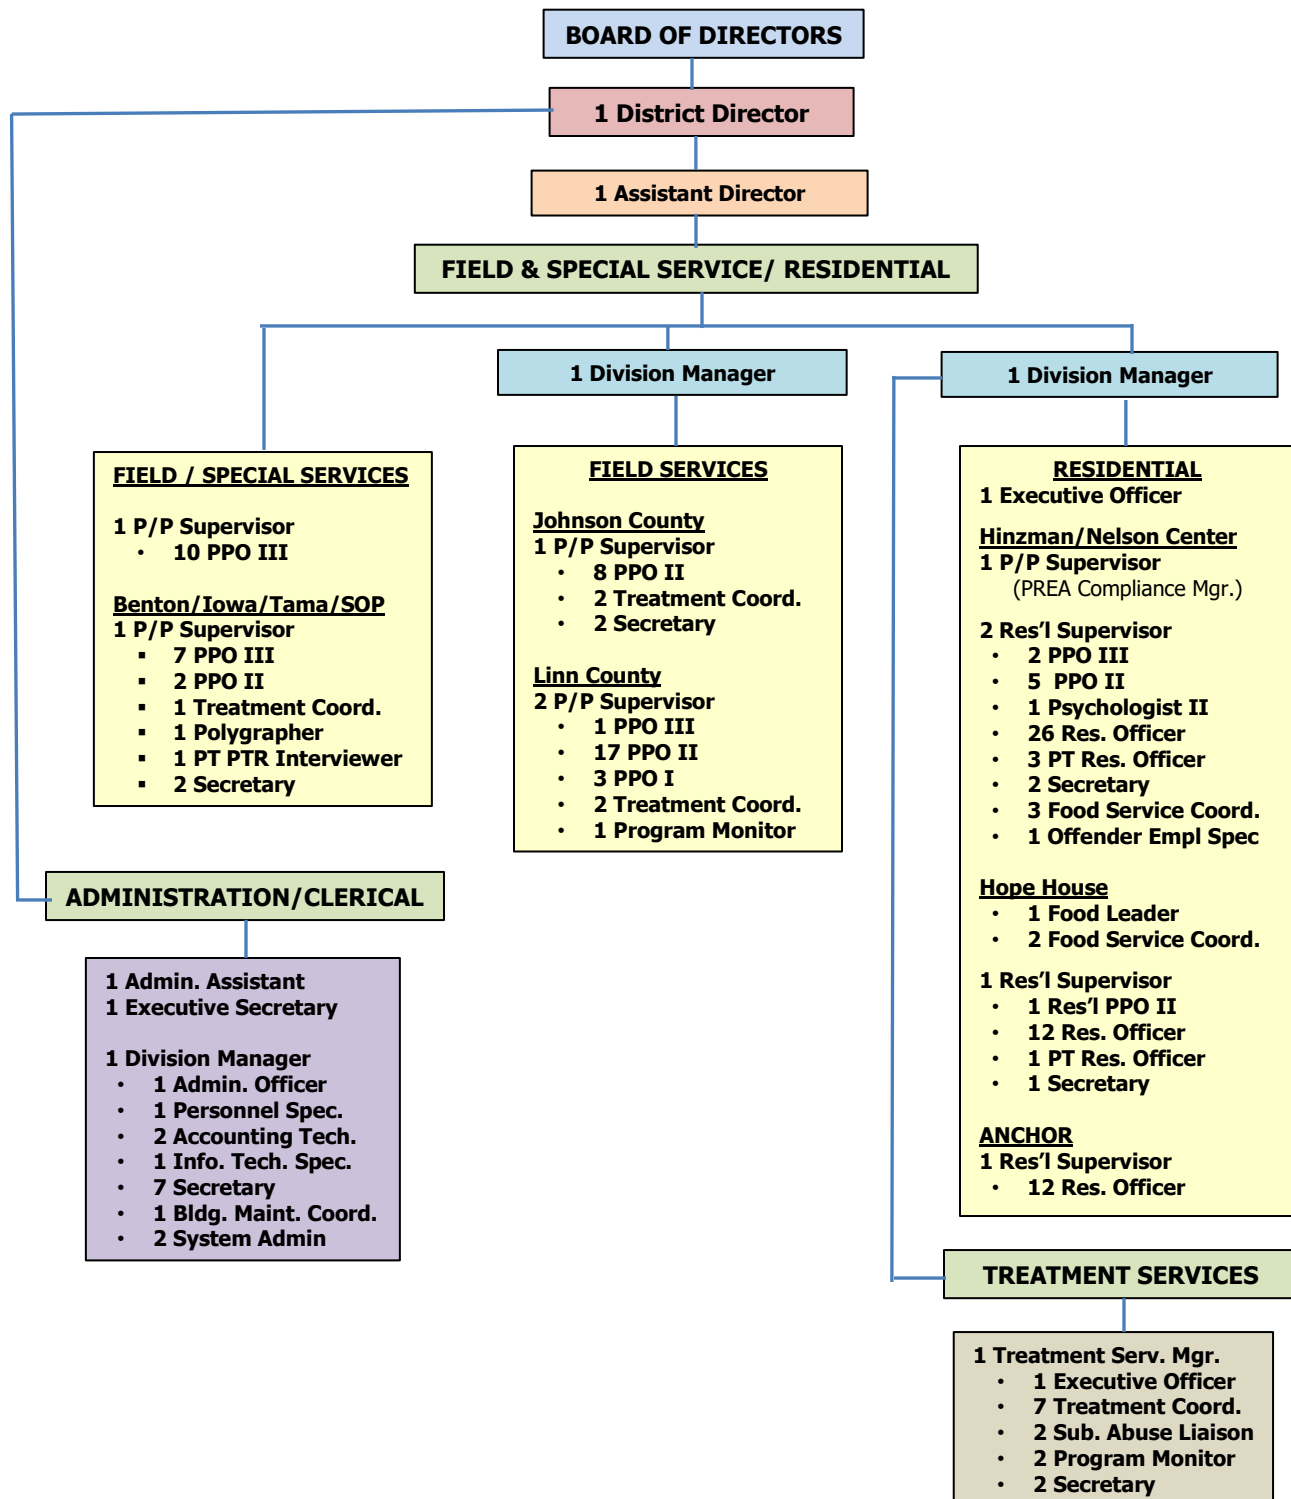 BOARD OF DIRECTORS
1 District Director
1 Assistant Director
FIELD & SPECIAL SERVICE/ RESIDENTIAL
1 Division Manager
1 Division Manager
FIELD / SPECIAL SERVICES
1 P/P Supervisor
• 10 PPO III
Benton/Iowa/Tama/SOP
1 P/P Supervisor
▪ 7 PPO III
▪ 2 PPO II
▪ 1 Treatment Coord.
▪ 1 Polygrapher
▪ 1 PT PTR Interviewer
▪ 2 Secretary
FIELD SERVICES
Johnson County
1 P/P Supervisor
• 8 PPO II
• 2 Treatment Coord.
• 2 Secretary
Linn County
2 P/P Supervisor
• 1 PPO III
• 17 PPO II
• 3 PPO I
• 2 Treatment Coord.
• 1 Program Monitor
RESIDENTIAL
1 Executive Officer
Hinzman/Nelson Center
1 P/P Supervisor
(PREA Compliance Mgr.)
2 Res’l Supervisor
• 2 PPO III
• 5 PPO II
• 1 Psychologist II
• 26 Res. Officer
• 3 PT Res. Officer
• 2 Secretary
• 3 Food Service Coord.
• 1 Offender Empl Spec
Hope House
• 1 Food Leader
• 2 Food Service Coord.
1 Res’l Supervisor
• 1 Res’l PPO II
• 12 Res. Officer
• 1 PT Res. Officer
• 1 Secretary
ANCHOR
1 Res’l Supervisor
• 12 Res. Officer
ADMINISTRATION/CLERICAL
1 Admin. Assistant
1 Executive Secretary
1 Division Manager
• 1 Admin. Officer
• 1 Personnel Spec.
• 2 Accounting Tech.
• 1 Info. Tech. Spec.
• 7 Secretary
• 1 Bldg. Maint. Coord.
• 2 System Admin
TREATMENT SERVICES
1 Treatment Serv. Mgr.
• 1 Executive Officer
• 7 Treatment Coord.
• 2 Sub. Abuse Liaison
• 2 Program Monitor
• 2 Secretary